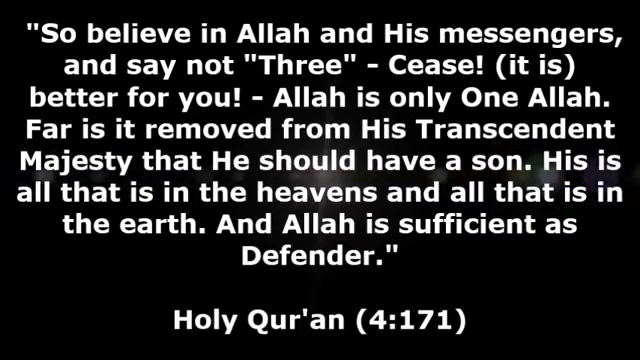 "So believe in Allah and His messengers,
and say not "Three" - Cease! (it is)
better for you! - Allah is only One Allah.
Far is it removed from His Transcendent
Majesty that He should have a son. His is
all that is in the heavens and all that is in
the earth. And Allah is sufficient as
Defender."
Holy Qur'an (4:171)